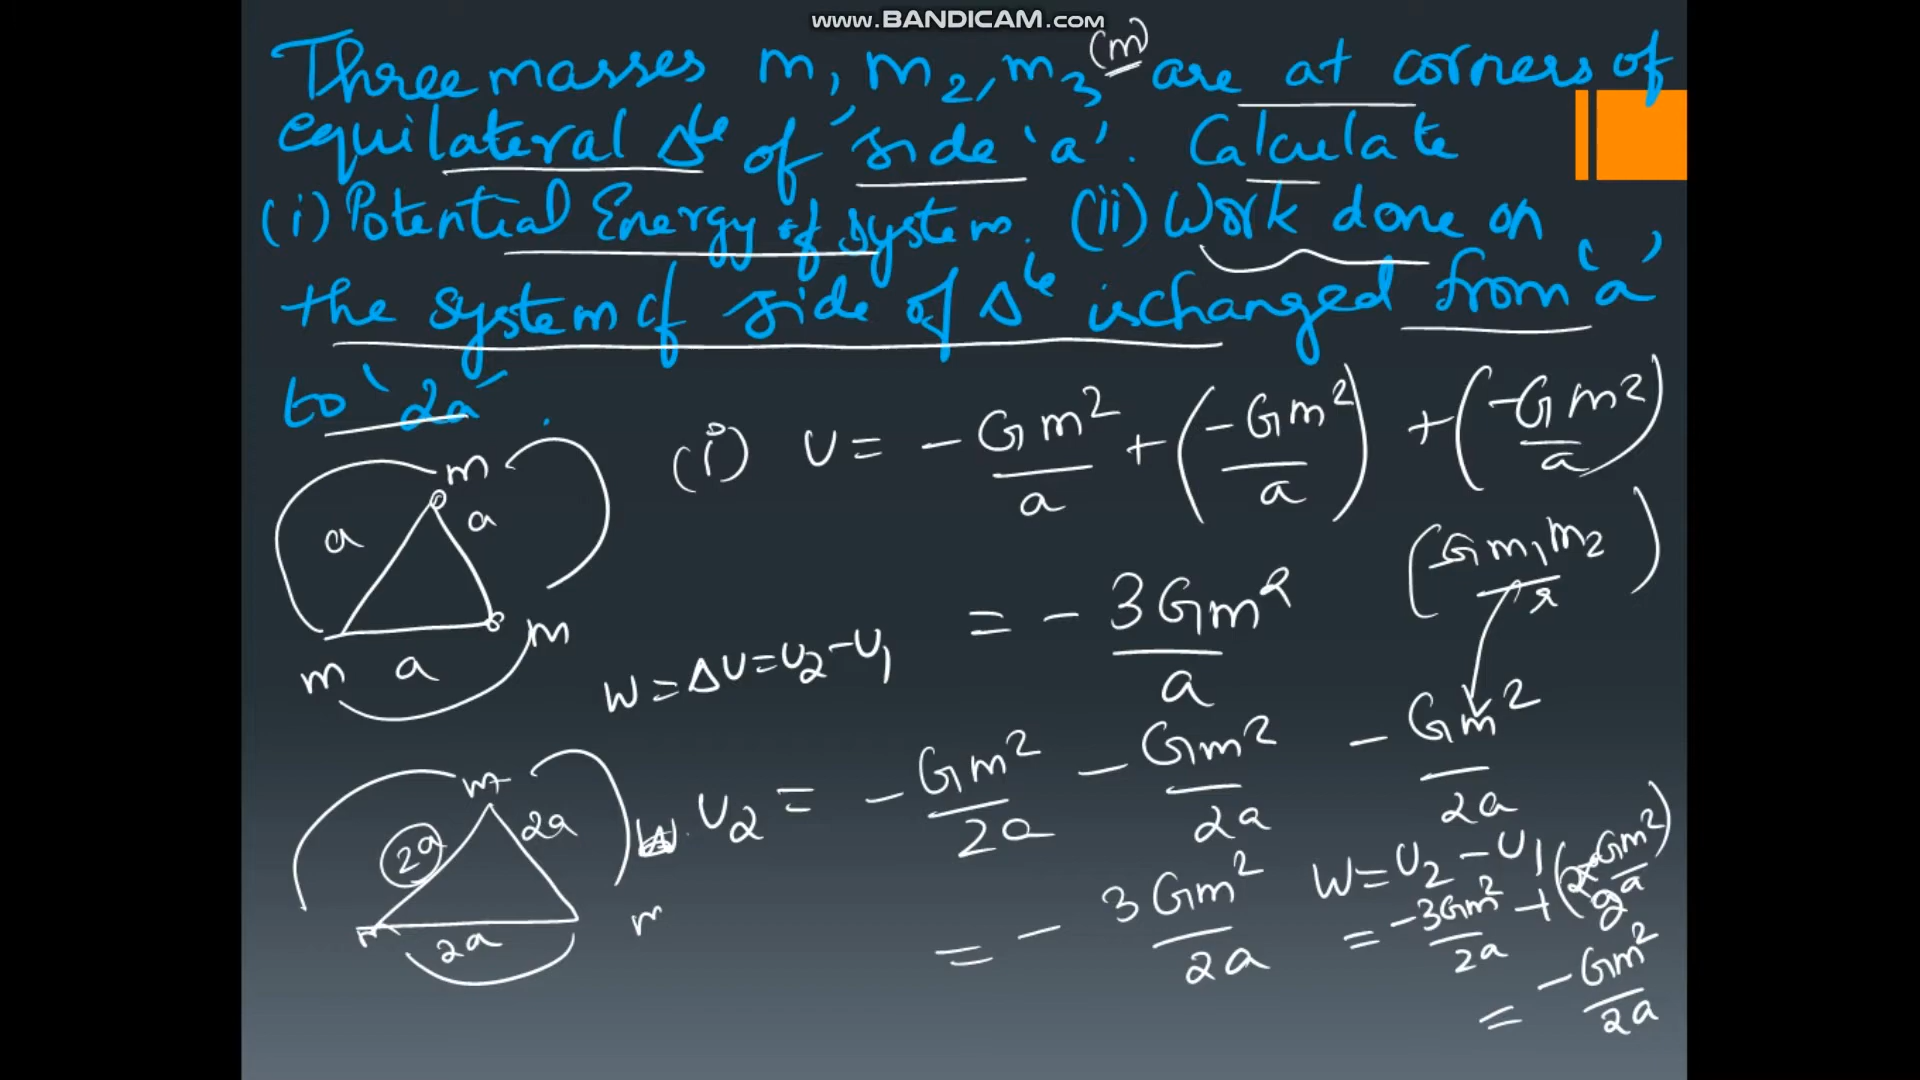 www.BANDICAM.com
(m)
Three masses m1, m2, m3 are at corners of
equilateral Δle of side 'a'. Calculate
(i) Potential Energy of system. (ii) Work done on
the system if side of Δle is changed from 'a'
to '2a'.
(i) U = - Gm²/a + (-Gm²/a) + (-Gm²/a)
m
a a
m a m
(Gm1m2/r)
= - 3Gm²/a
W = ΔU = U2 - U1
m
2a 2a
m 2a m
U2 = - Gm²/2a - Gm²/2a - Gm²/2a
= - 3Gm²/2a
W = U2 - U1
= -3Gm²/2a + ( Gm²/a)
= -Gm²/2a